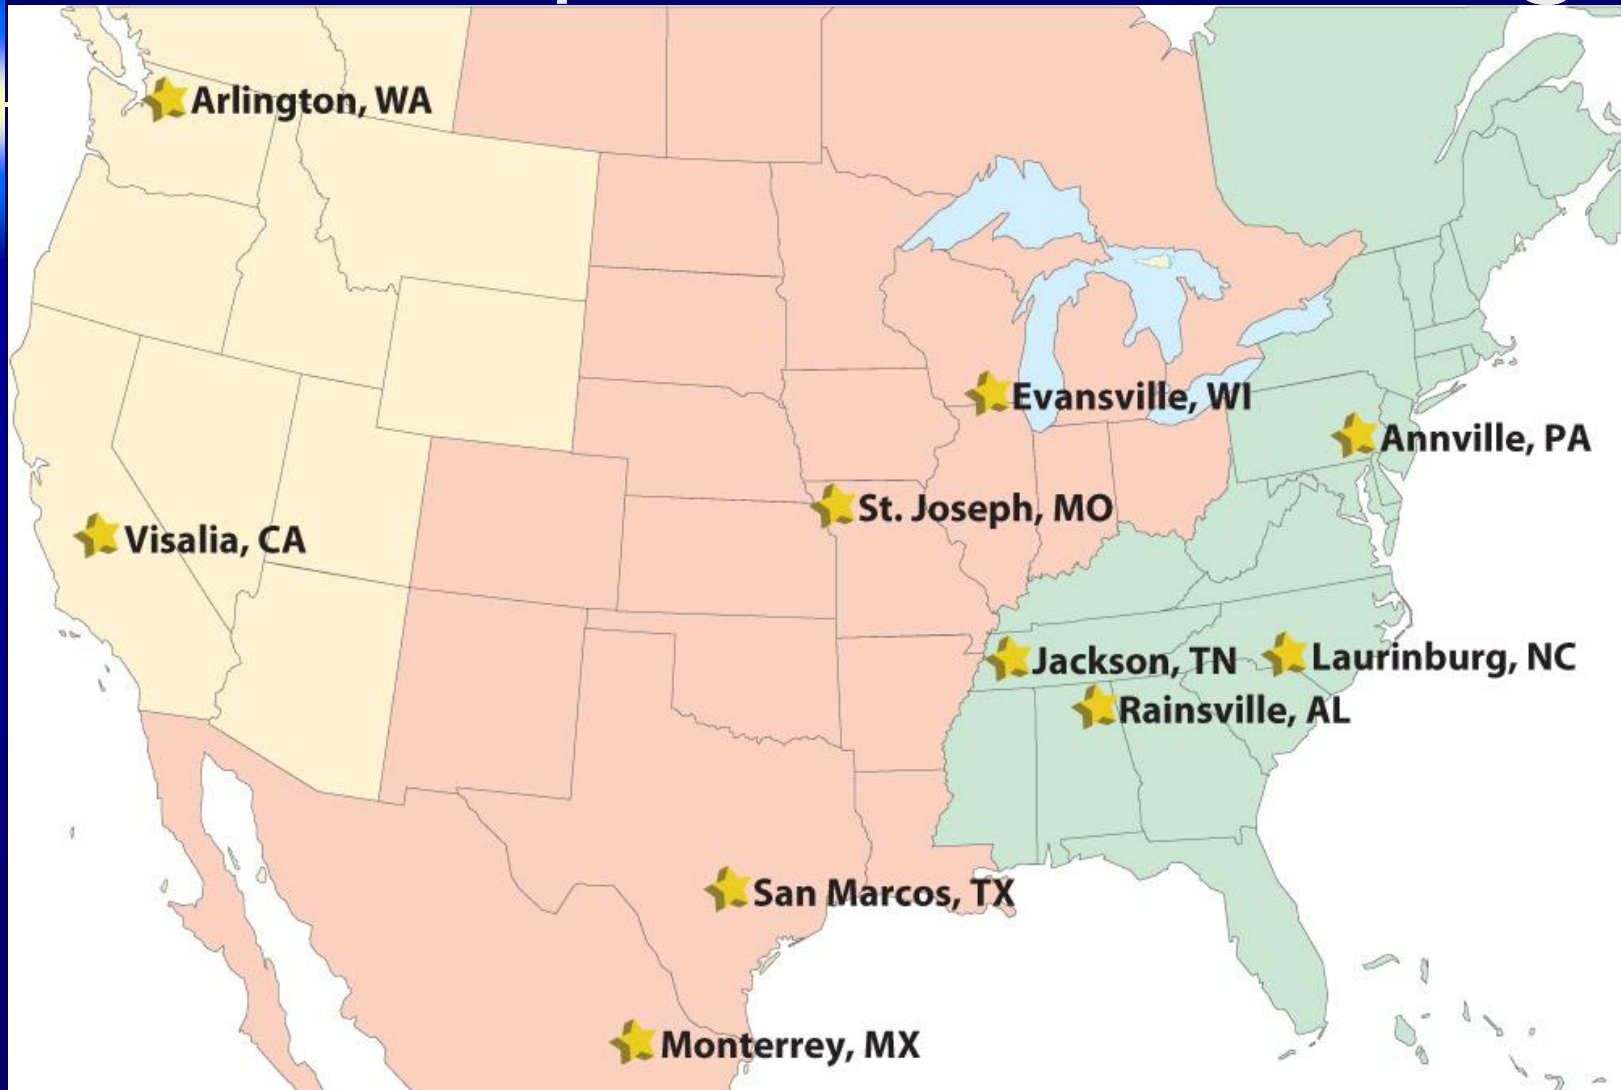 Arlington, WA
Evansville, WI
Annville, PA
St. Joseph, MO
Visalia, CA
Jackson, TN
Laurinburg, NC
Rainsville, AL
San Marcos, TX
Monterrey, MX